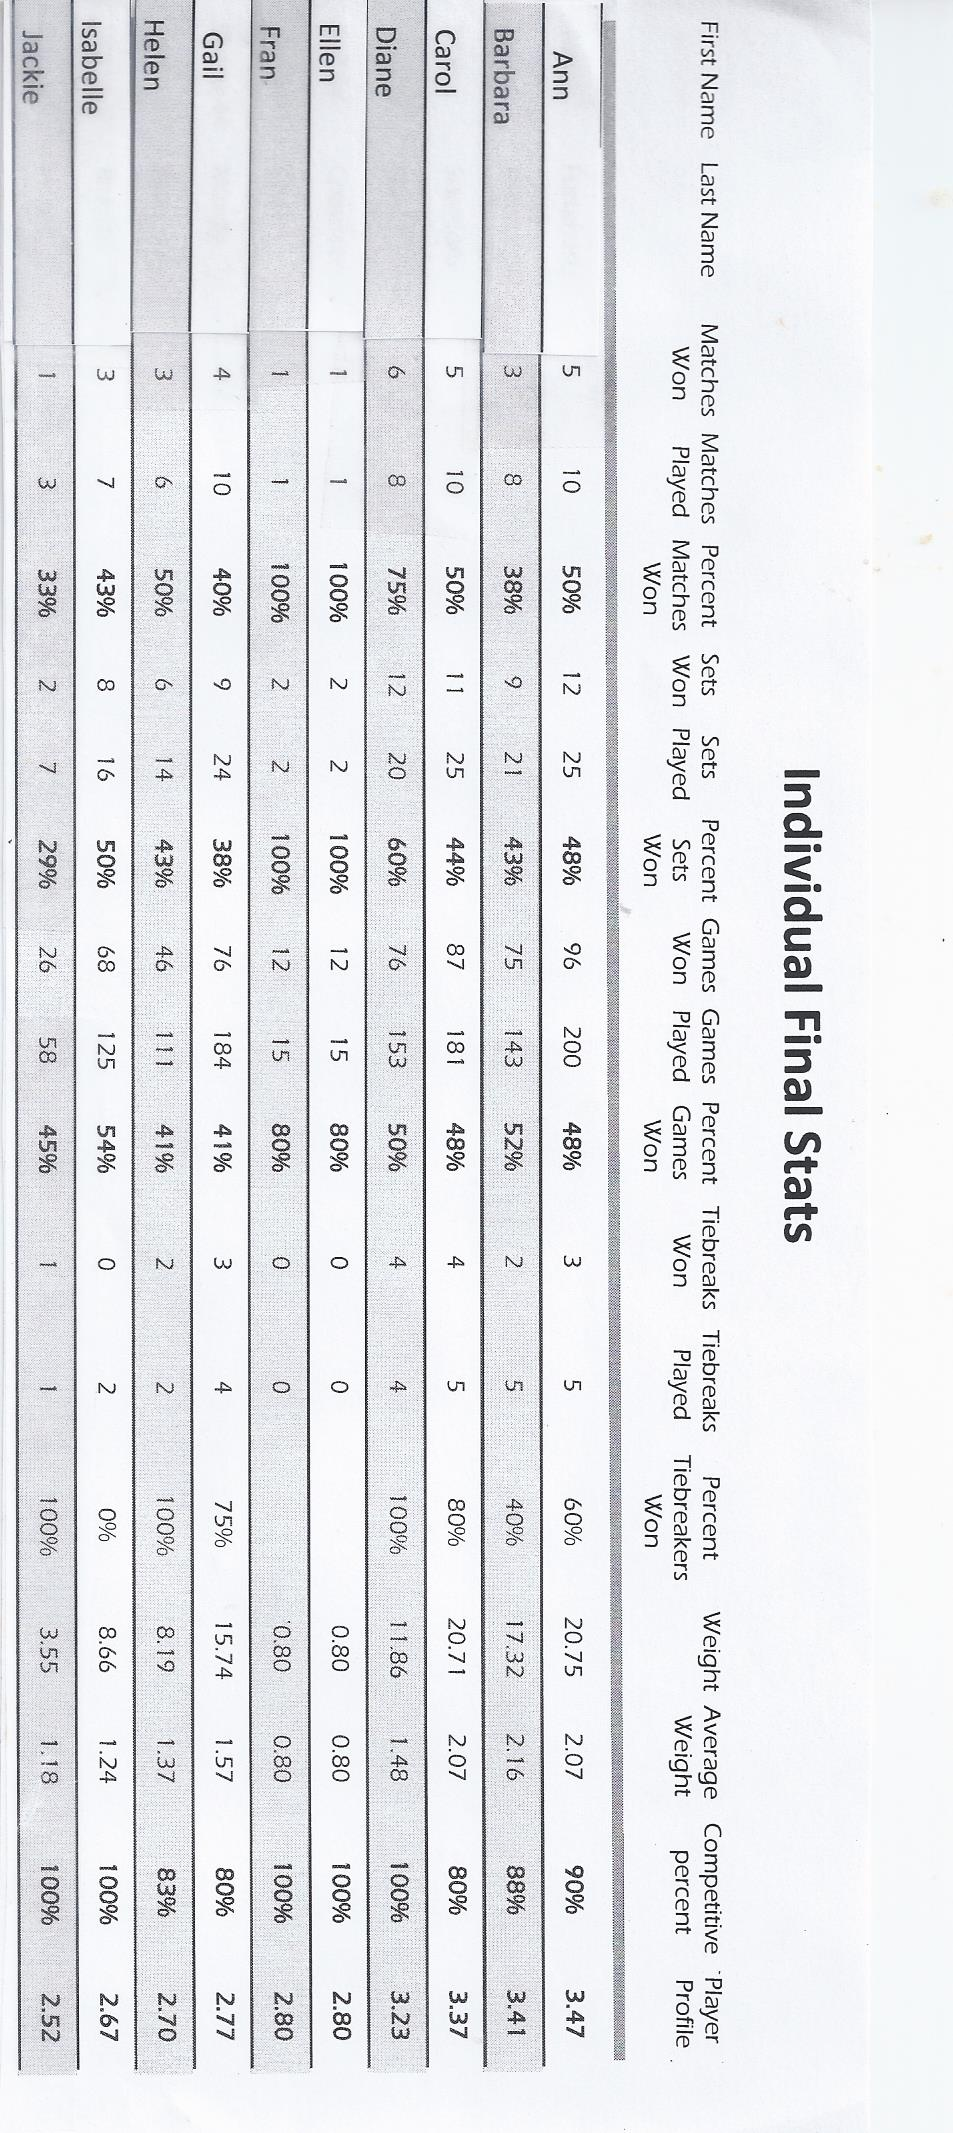 Individual Final Stats
First Name Last Name Matches Matches Percent Sets Sets Percent Games Games Percent Tiebreaks Tiebreaks Percent Weight Average Competitive Player
Won Played Matches Won Played Sets Won Played Games Won Played Tiebreakers Weight percent Profile
Won Won Won Won
Ann 5 10 50% 12 25 48% 96 200 48% 3 5 60% 20.75 2.07 90% 3.47
Barbara 3 8 38% 9 21 43% 75 143 52% 2 5 40% 17.32 2.16 88% 3.41
Carol 5 10 50% 11 25 44% 87 181 48% 4 5 80% 20.71 2.07 80% 3.37
Diane 6 8 75% 12 20 60% 76 153 50% 4 4 100% 11.86 1.48 100% 3.23
Ellen 1 1 100% 2 2 100% 12 15 80% 0 0 0.80 0.80 100% 2.80
Fran 1 1 100% 2 2 100% 12 15 80% 0 0 0.80 0.80 100% 2.80
Gail 4 10 40% 9 24 38% 76 184 41% 3 4 75% 15.74 1.57 80% 2.77
Helen 3 6 50% 6 14 43% 46 111 41% 2 2 100% 8.19 1.37 83% 2.70
Isabelle 3 7 43% 8 16 50% 68 125 54% 0 2 0% 8.66 1.24 100% 2.67
Jackie 1 3 33% 2 7 29% 26 58 45% 1 1 100% 3.55 1.18 100% 2.52